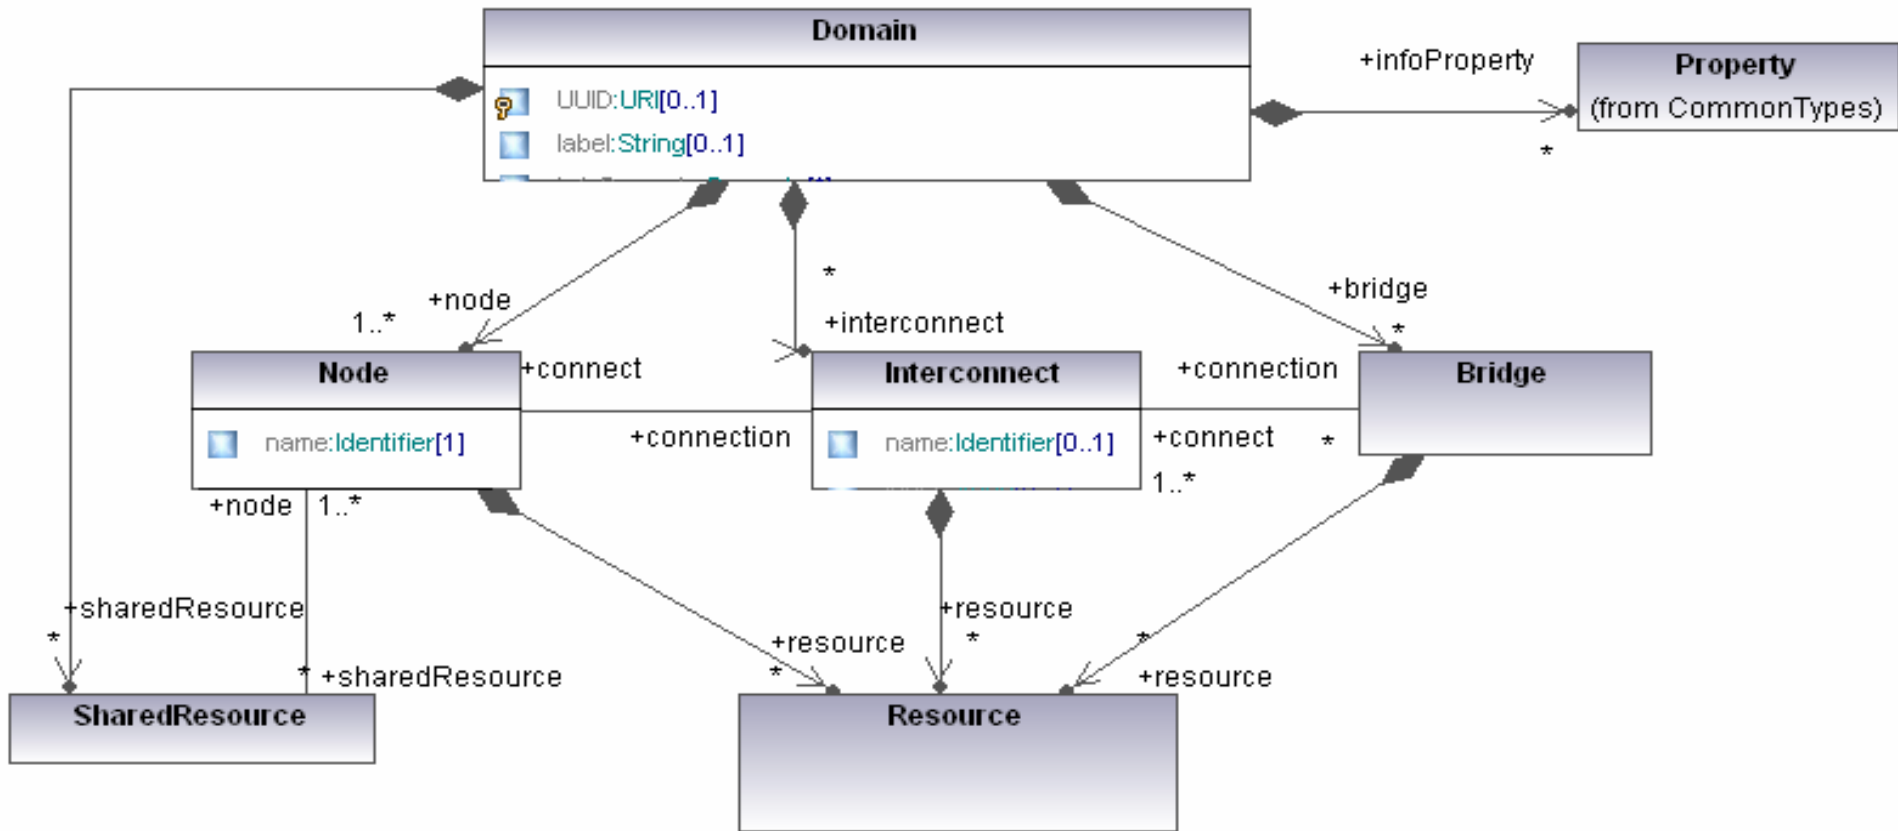 Domain
UUID:URI[0..1]
label:String[0..1]
+infoProperty
*
Property
(from CommonTypes)
+node
1..*
*
+interconnect
+bridge
*
Node
name:Identifier[1]
+connect
+connection
Interconnect
name:Identifier[0..1]
+connection
+connect
*
1..*
Bridge
+node
1..*
+sharedResource
*
*
+sharedResource
+resource
*
+resource
*
*
+resource
SharedResource
Resource